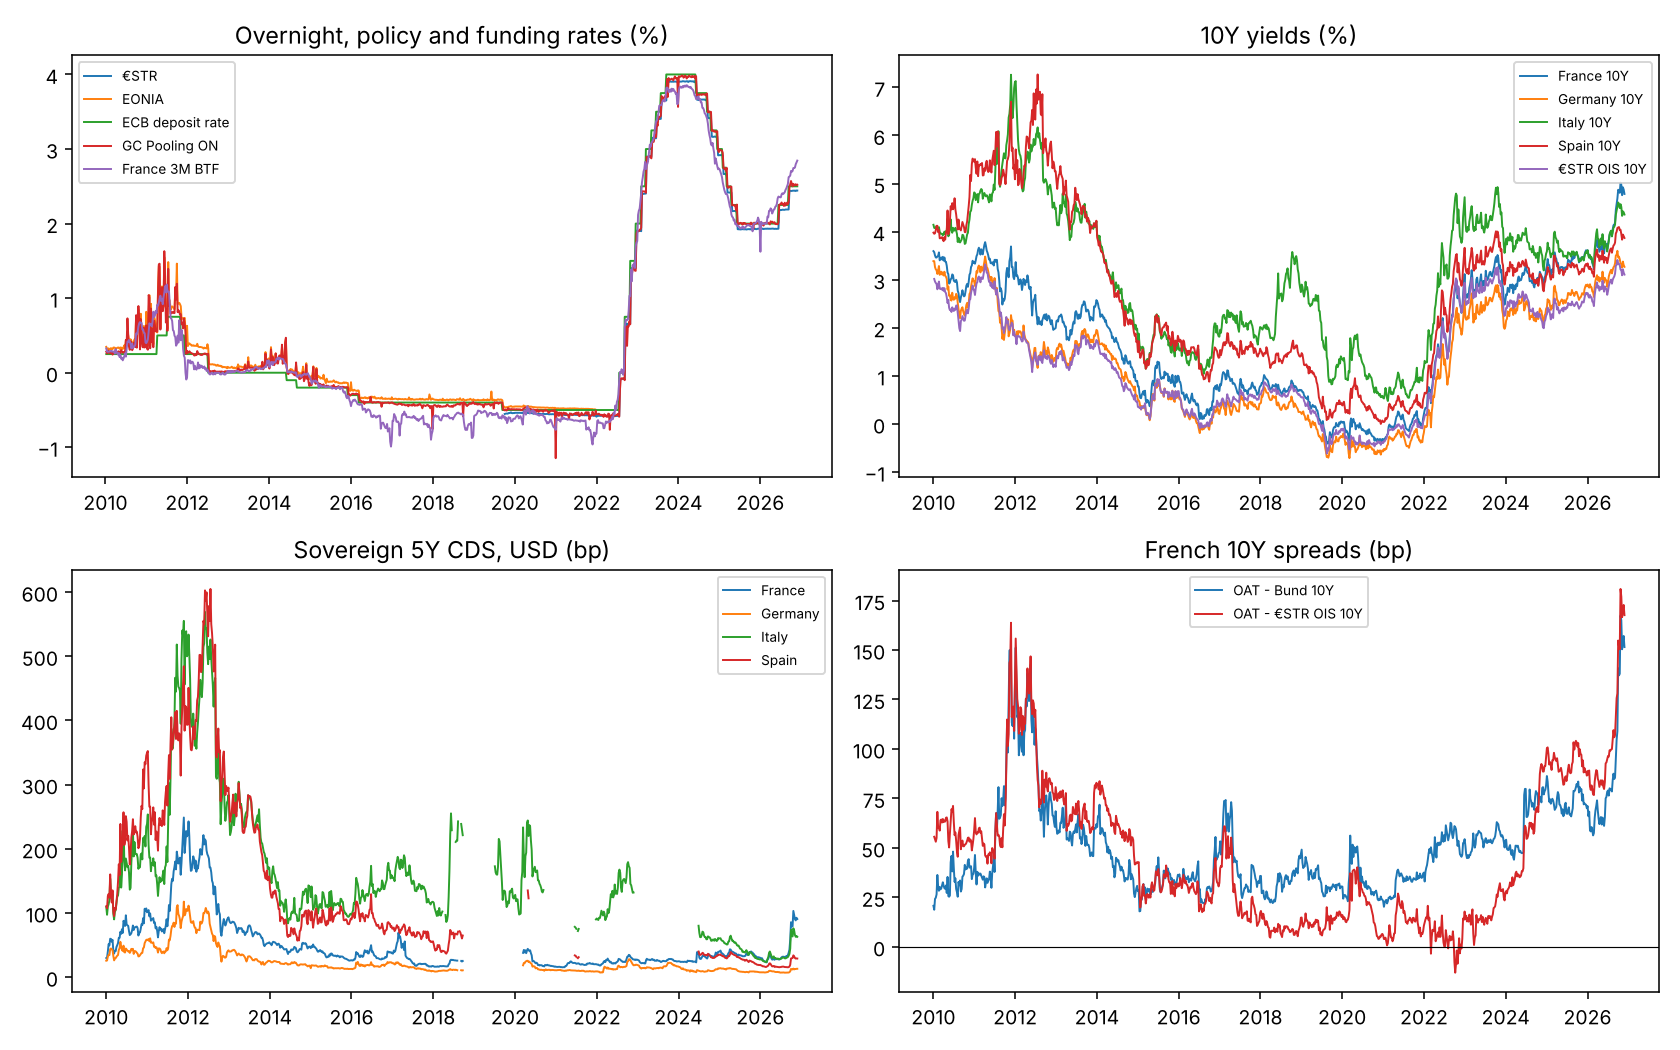 Overnight, policy and funding rates (%)
€STR
EONIA
ECB deposit rate
GC Pooling ON
France 3M BTF
4
3
2
1
0
−1
2010 2012 2014 2016 2018 2020 2022 2024 2026
10Y yields (%)
France 10Y
Germany 10Y
Italy 10Y
Spain 10Y
€STR OIS 10Y
7
6
5
4
3
2
1
0
−1
2010 2012 2014 2016 2018 2020 2022 2024 2026
Sovereign 5Y CDS, USD (bp)
France
Germany
Italy
Spain
600
500
400
300
200
100
0
2010 2012 2014 2016 2018 2020 2022 2024 2026
French 10Y spreads (bp)
OAT - Bund 10Y
OAT - €STR OIS 10Y
175
150
125
100
75
50
25
0
2010 2012 2014 2016 2018 2020 2022 2024 2026